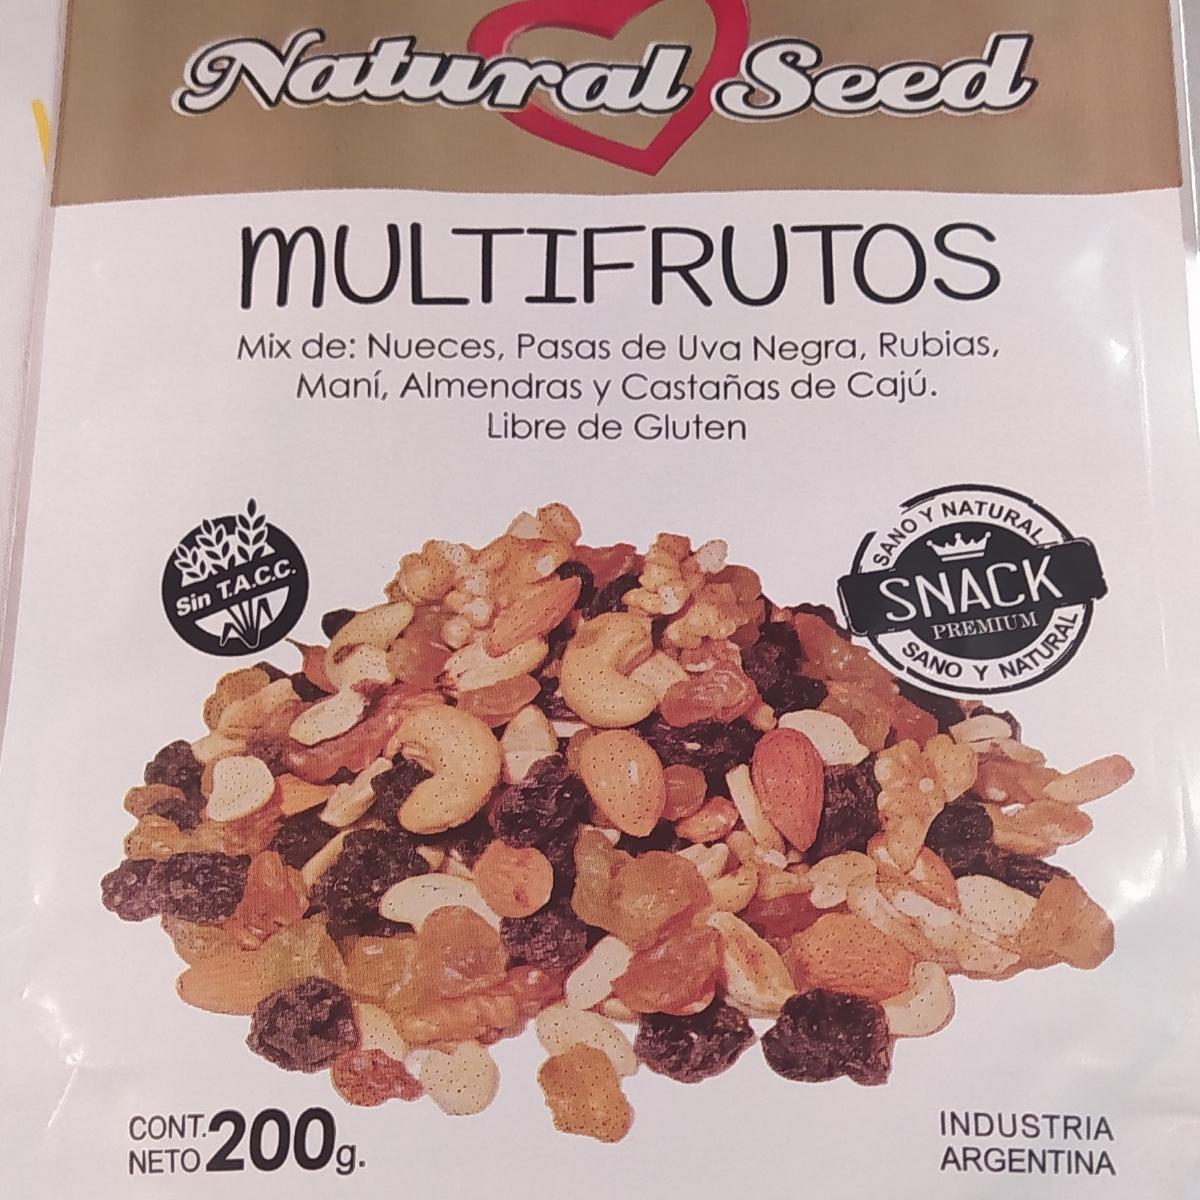 Natural Seed
MULTIFRUTOS
Mix de: Nueces, Pasas de Uva Negra, Rubias,
Maní, Almendras y Castañas de Cajú.
Libre de Gluten
Sin T.A.C.C.
SANO Y NATURAL
SNACK
PREMIUM
SANO Y NATURAL
CONT.
NETO 200g.
INDUSTRIA
ARGENTINA